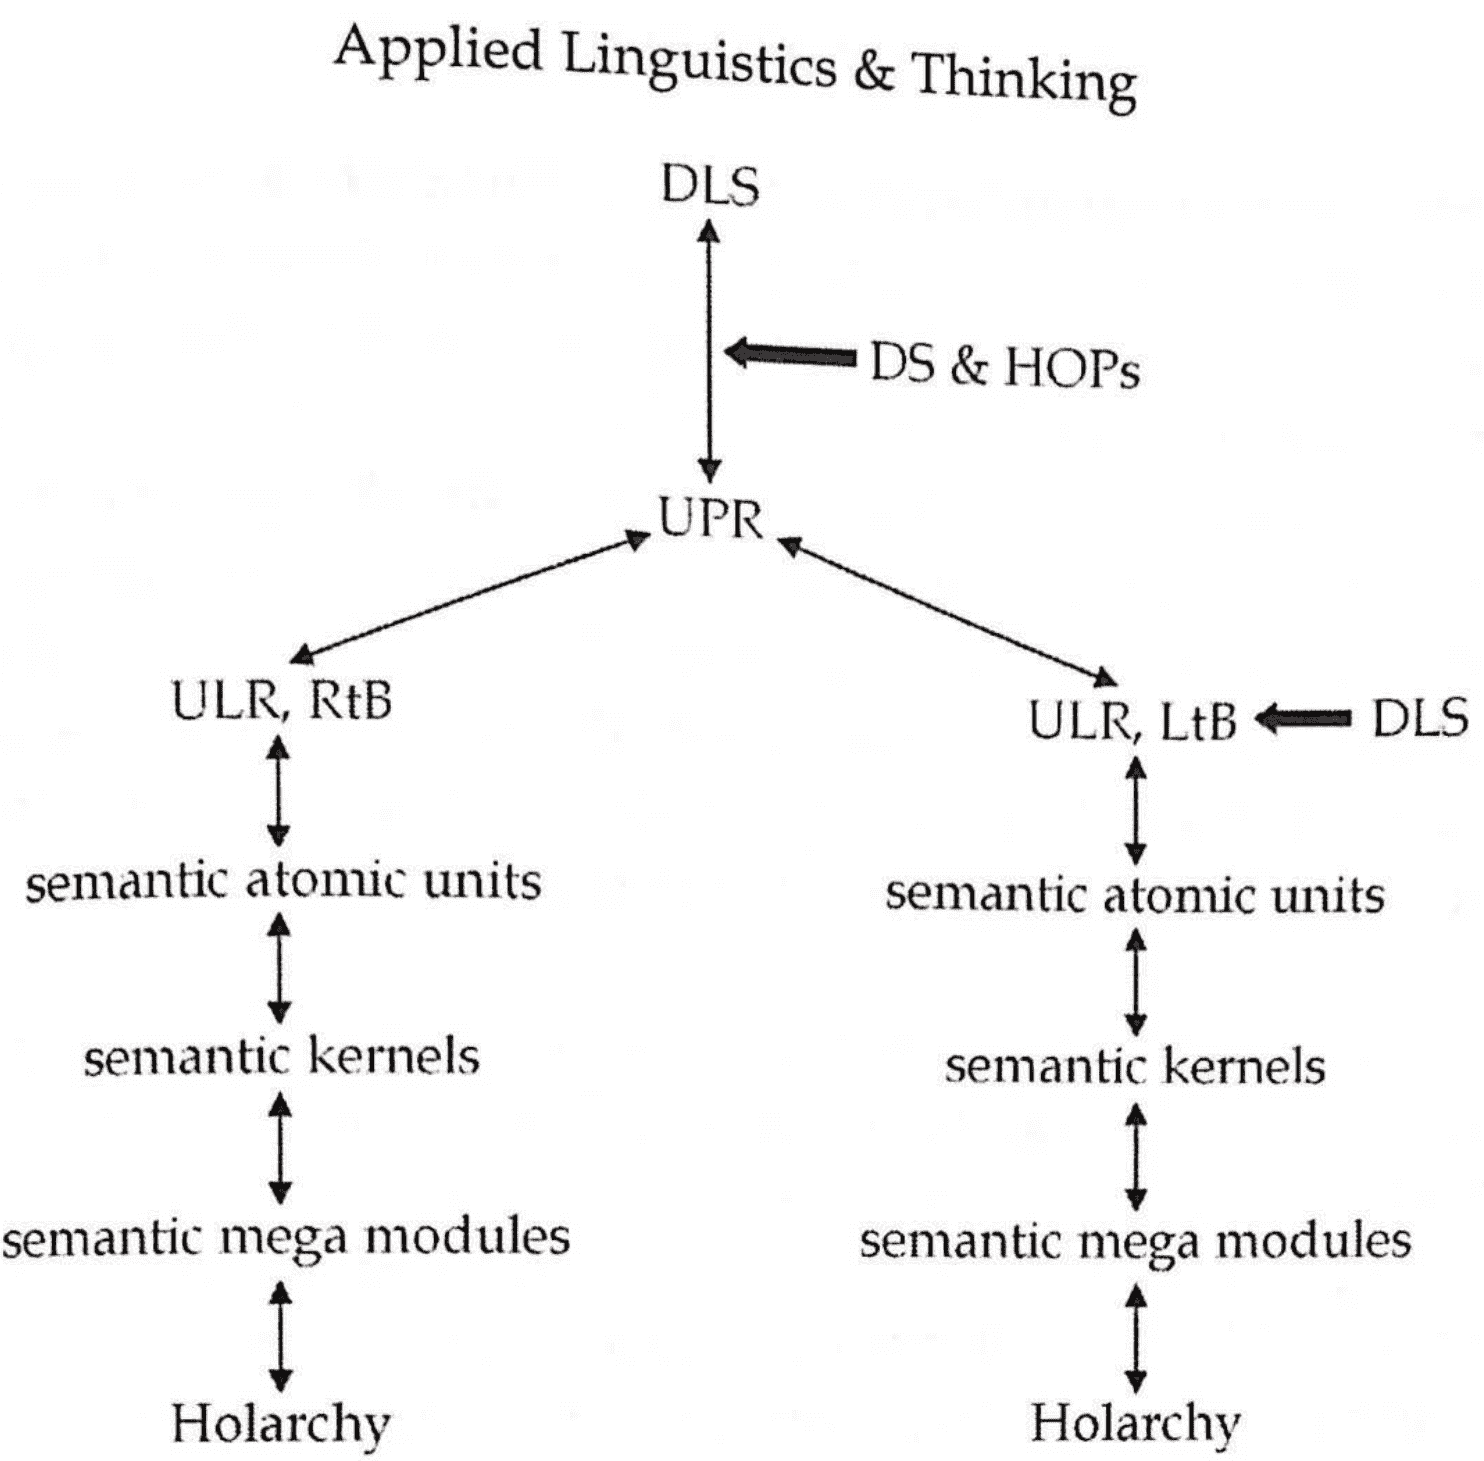 Applied Linguistics & Thinking
DLS
DS & HOPs
UPR
ULR, RtB
ULR, LtB
DLS
semantic atomic units
semantic atomic units
semantic kernels
semantic kernels
semantic mega modules
semantic mega modules
Holarchy
Holarchy